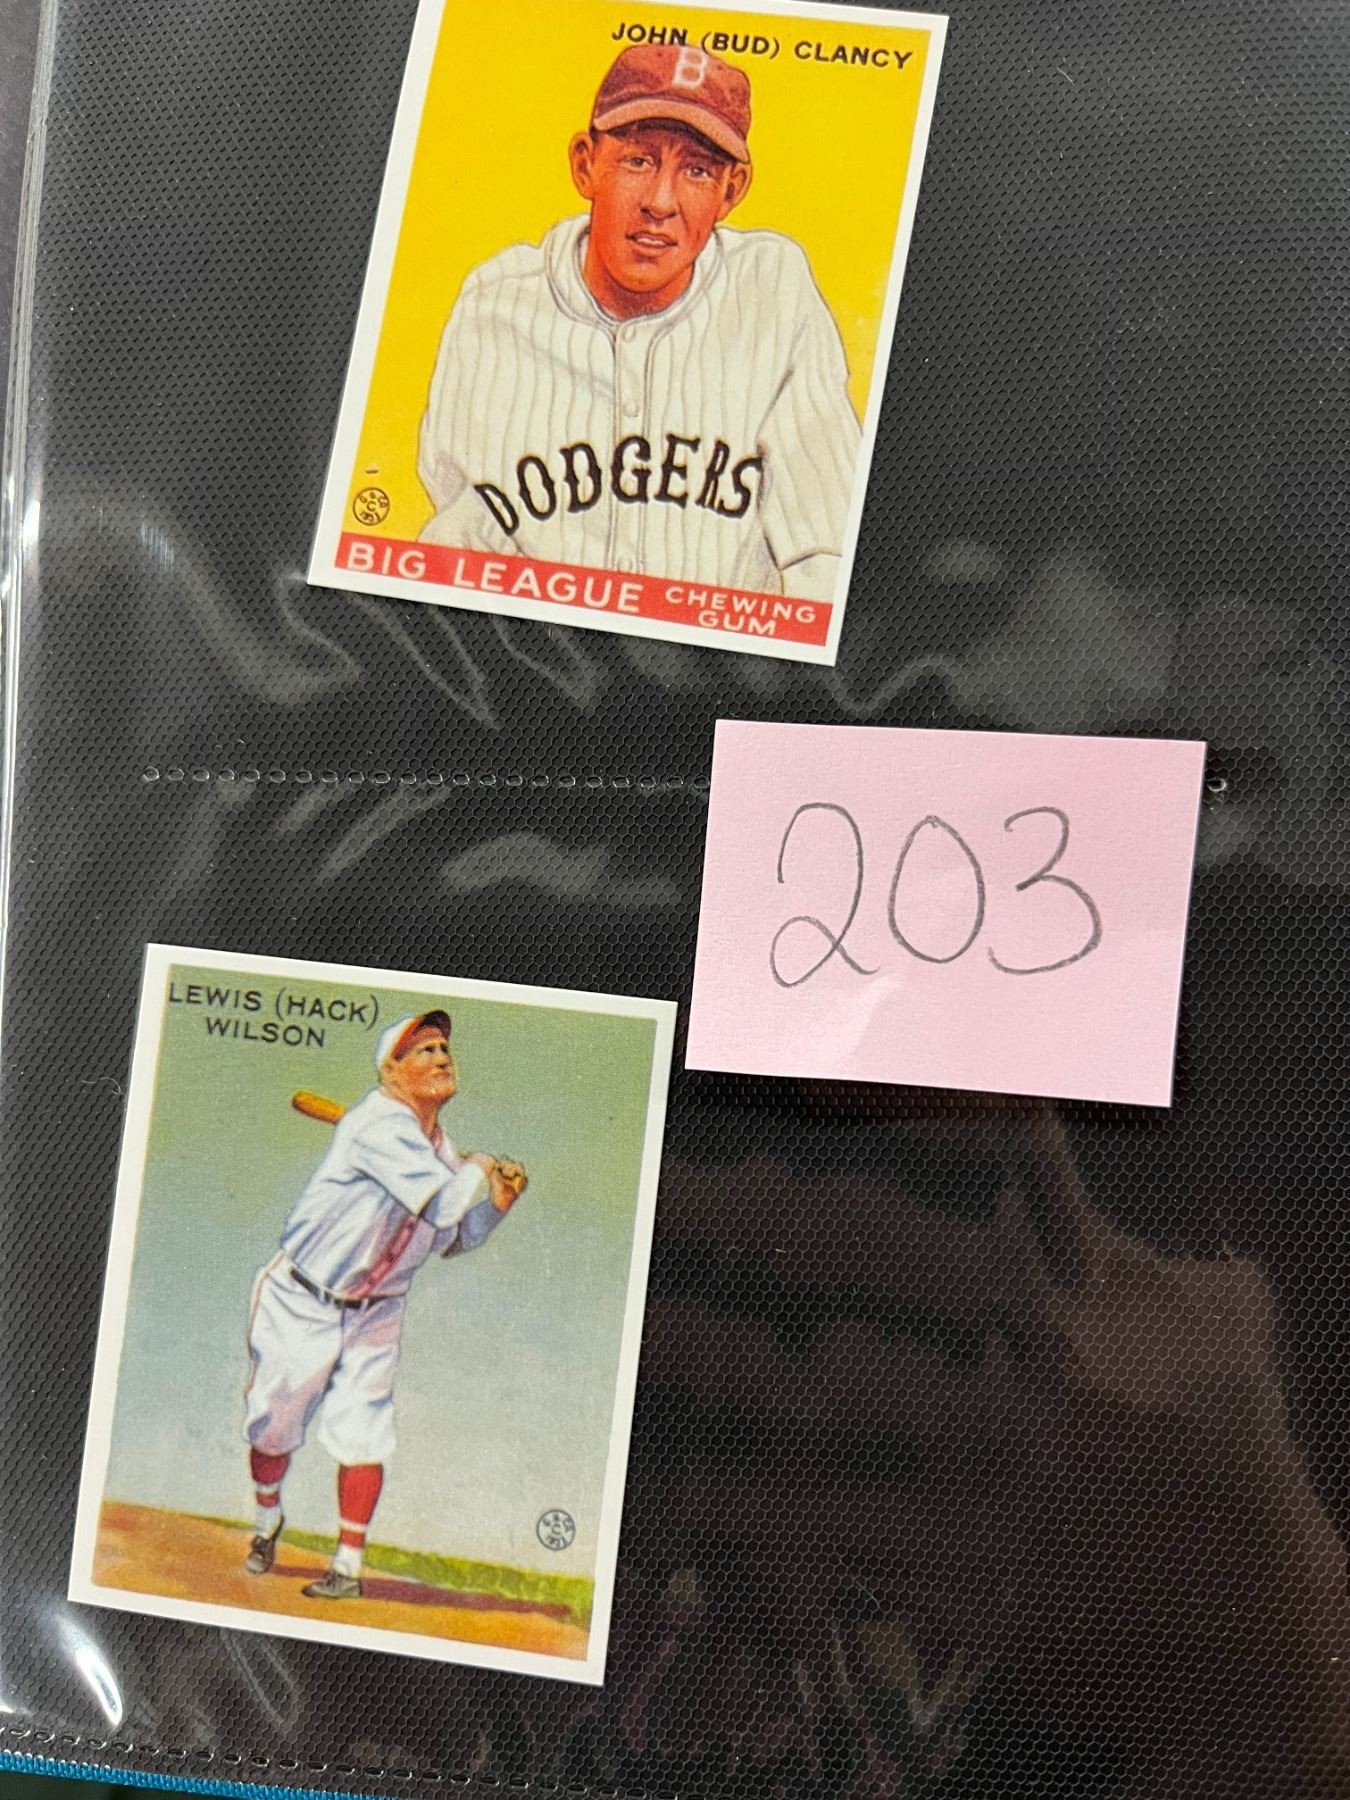 JOHN (BUD) CLANCY
B
DODGERS
BIG LEAGUE CHEWING
GUM
203
LEWIS (HACK)
WILSON